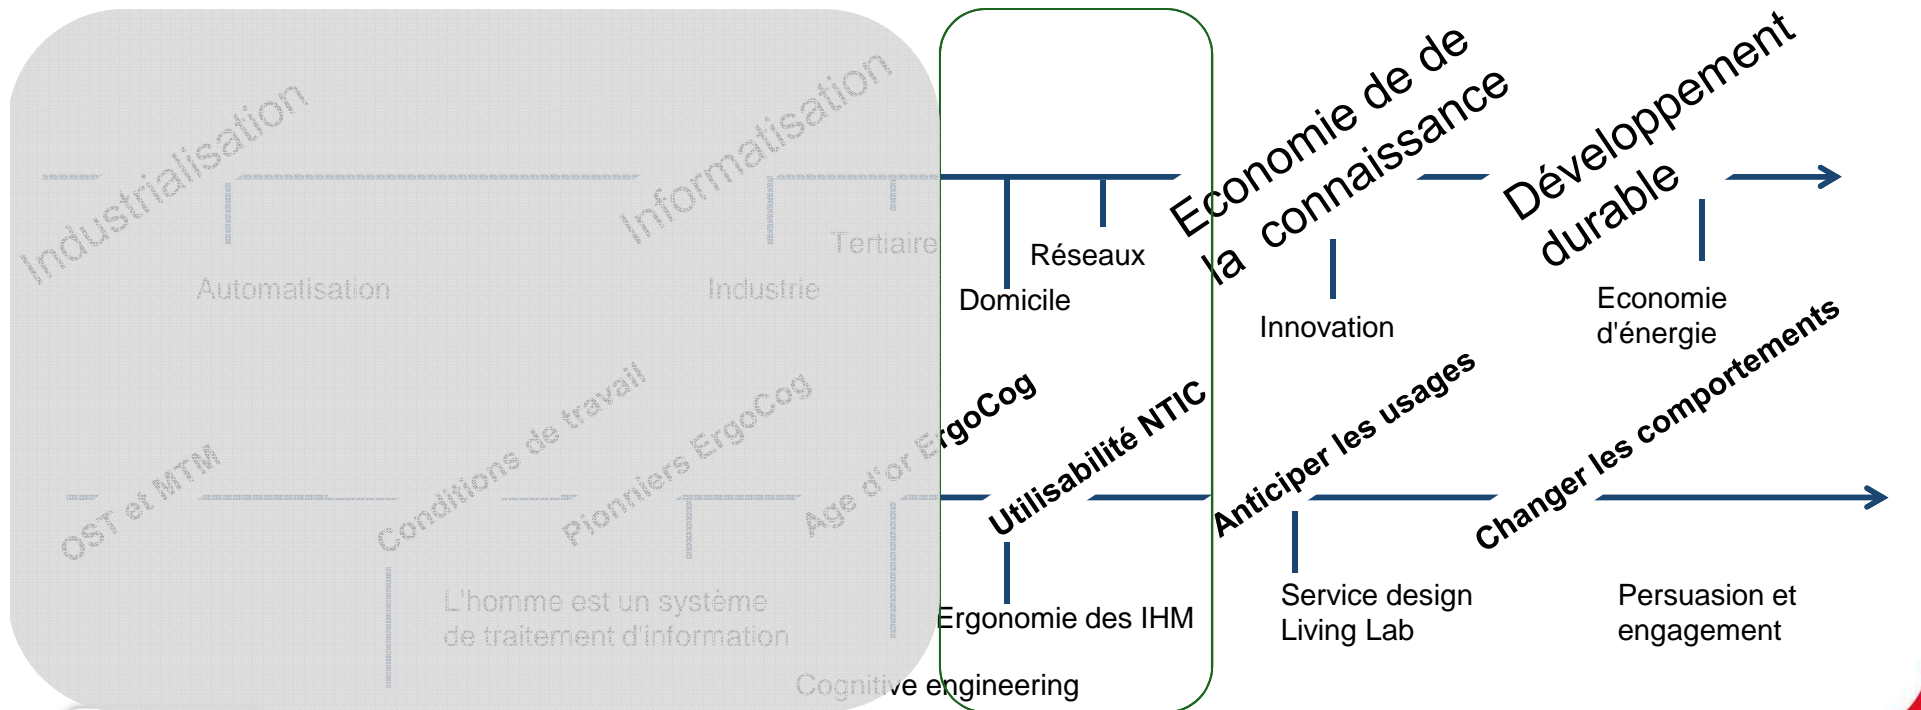 Industrialisation
Informatisation
Economie de de
la connaissance
Développement
durable
Automatisation
Industrie
Tertiaire
Domicile
Réseaux
Innovation
Economie
d'énergie
OST et MTM
Conditions de travail
Pionniers ErgoCog
Age d'or ErgoCog
Utilisabilité NTIC
Anticiper les usages
Changer les comportements
L'homme est un système
de traitement d'information
Cognitive engineering
Ergonomie des IHM
Service design
Living Lab
Persuasion et
engagement